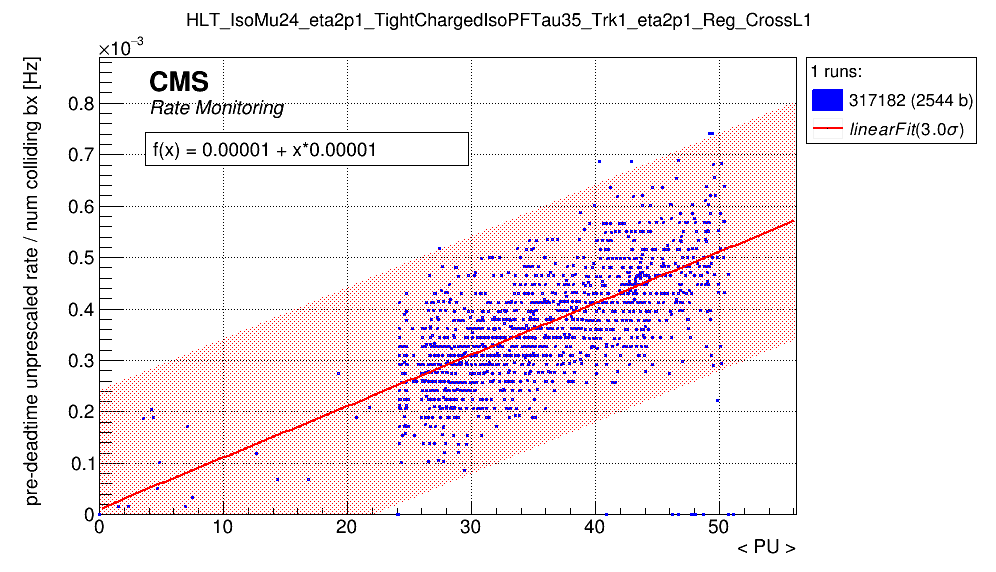 HLT_IsoMu24_eta2p1_TightChargedIsoPFTau35_Trk1_eta2p1_Reg_CrossL1
×10⁻³
pre-deadtime unprescaled rate / num colliding bx [Hz]
CMS
Rate Monitoring
f(x) = 0.00001 + x*0.00001
1 runs:
317182 (2544 b)
linearFit(3.0σ)
0.8
0.7
0.6
0.5
0.4
0.3
0.2
0.1
0
0 10 20 30 40 50
< PU >